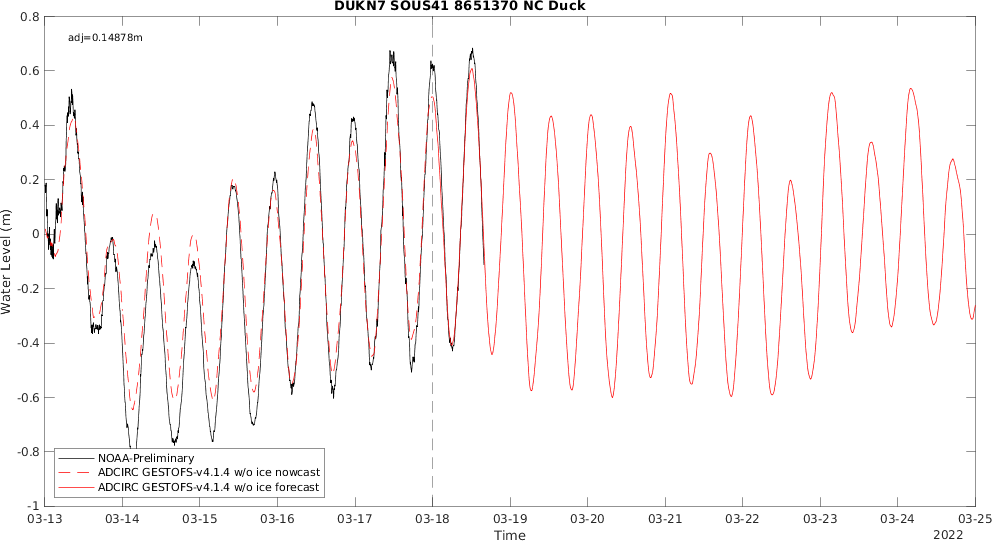 DUKN7 SOUS41 8651370 NC Duck
adj=0.14878m
0.8
0.6
0.4
0.2
0
-0.2
-0.4
-0.6
-0.8
-1
Water Level (m)
NOAA-Preliminary
ADCIRC GESTOFS-v4.1.4 w/o ice nowcast
ADCIRC GESTOFS-v4.1.4 w/o ice forecast
03-13 03-14 03-15 03-16 03-17 03-18 03-19 03-20 03-21 03-22 03-23 03-24 03-25
Time
2022